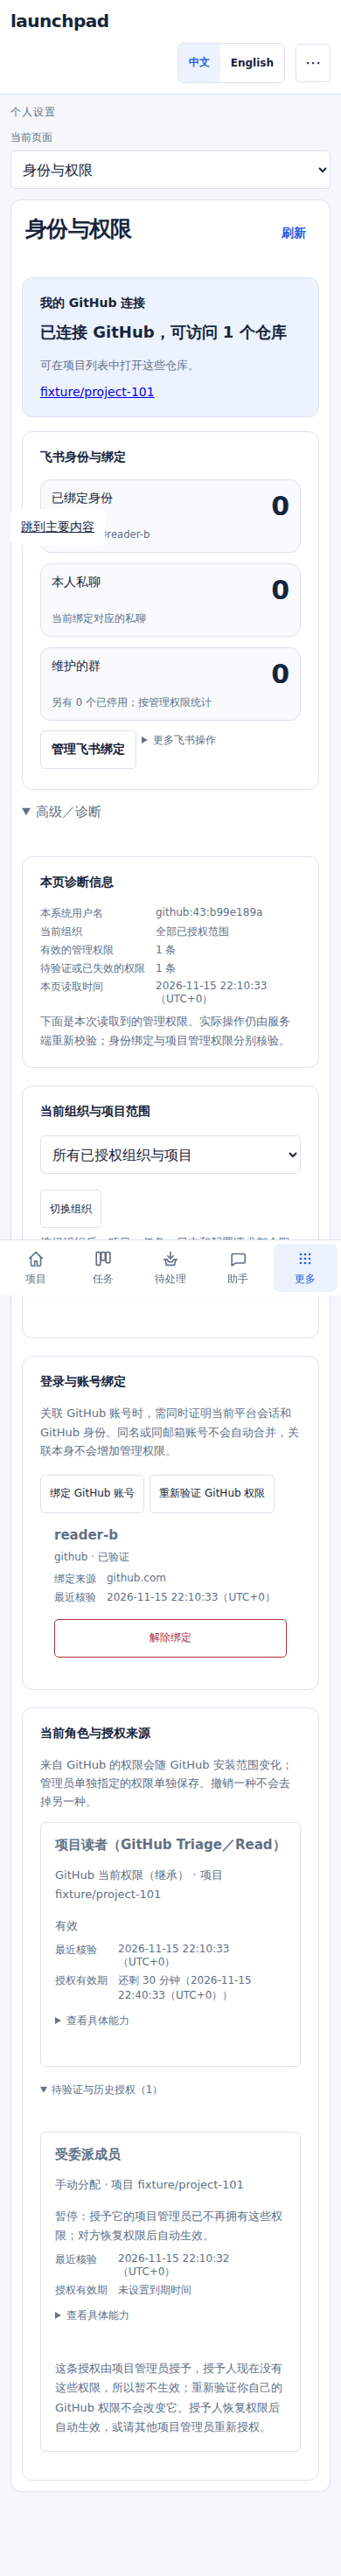 launchpad
中文
English
···
个人设置
当前页面
身份与权限
身份与权限
刷新
我的 GitHub 连接
已连接 GitHub，可访问 1 个仓库
可在项目列表中打开这些仓库。
fixture/project-101
飞书身份与绑定
已绑定身份
0
跳到主要内容
reader-b
本人私聊
0
当前绑定对应的私聊
维护的群
0
另有 0 个已停用；按管理权限统计
管理飞书绑定
▶ 更多飞书操作
▼ 高级／诊断
本页诊断信息
本系统用户名 github:43:b99e189a
当前组织 全部已授权范围
有效的管理权限 1 条
待验证或已失效的权限 1 条
本页读取时间 2026-11-15 22:10:33
（UTC+0）
下面是本次读取到的管理权限。实际操作仍由服务
端重新校验；身份绑定与项目管理权限分别核验。
当前组织与项目范围
所有已授权组织与项目
切换组织
项目
任务
待处理
助手
更多
登录与账号绑定
关联 GitHub 账号时，需同时证明当前平台会话和
GitHub 身份。同名或同邮箱账号不会自动合并，关
联本身不会增加管理权限。
绑定 GitHub 账号
重新验证 GitHub 权限
reader-b
github · 已验证
绑定来源 github.com
最近核验 2026-11-15 22:10:33（UTC+0）
解除绑定
当前角色与授权来源
来自 GitHub 的权限会随 GitHub 安装范围变化；
管理员单独指定的权限单独保存。撤销一种不会去
掉另一种。
项目读者（GitHub Triage／Read）
GitHub 当前权限（继承） · 项目
fixture/project-101
有效
最近核验 2026-11-15 22:10:33
（UTC+0）
授权有效期 还剩 30 分钟（2026-11-15
22:40:33（UTC+0））
▶ 查看具体能力
▼ 待验证与历史授权（1）
受委派成员
手动分配 · 项目 fixture/project-101
暂停：授予它的项目管理员已不再拥有这些权
限；对方恢复权限后自动生效。
最近核验 2026-11-15 22:10:32
（UTC+0）
授权有效期 未设置到期时间
▶ 查看具体能力
这条授权由项目管理员授予，授予人现在没有
这些权限，所以暂不生效；重新验证你自己的
GitHub 权限不会改变它。授予人恢复权限后
自动生效，或请其他项目管理员重新授权。